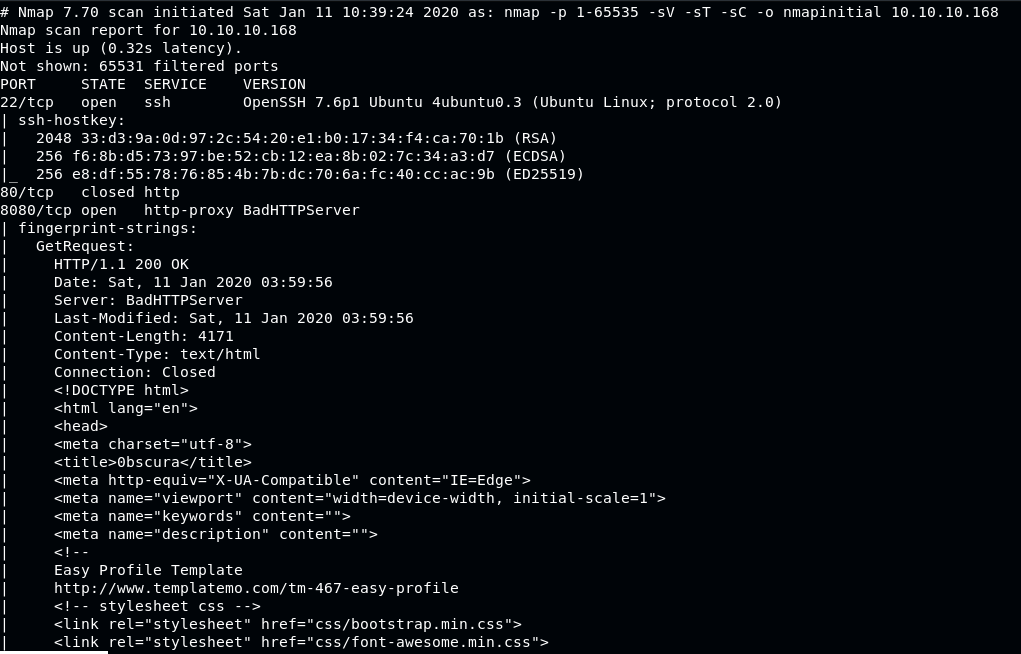 # Nmap 7.70 scan initiated Sat Jan 11 10:39:24 2020 as: nmap -p 1-65535 -sV -sT -sC -o nmapinitial 10.10.10.168
Nmap scan report for 10.10.10.168
Host is up (0.32s latency).
Not shown: 65531 filtered ports
PORT     STATE  SERVICE    VERSION
22/tcp   open   ssh        OpenSSH 7.6p1 Ubuntu 4ubuntu0.3 (Ubuntu Linux; protocol 2.0)
| ssh-hostkey:
|   2048 33:d3:9a:0d:97:2c:54:20:e1:b0:17:34:f4:ca:70:1b (RSA)
|   256 f6:8b:d5:73:97:be:52:cb:12:ea:8b:02:7c:34:a3:d7 (ECDSA)
|_  256 e8:df:55:78:76:85:4b:7b:dc:70:6a:fc:40:cc:ac:9b (ED25519)
80/tcp   closed http
8080/tcp open   http-proxy BadHTTPServer
| fingerprint-strings:
|   GetRequest:
|     HTTP/1.1 200 OK
|     Date: Sat, 11 Jan 2020 03:59:56
|     Server: BadHTTPServer
|     Last-Modified: Sat, 11 Jan 2020 03:59:56
|     Content-Length: 4171
|     Content-Type: text/html
|     Connection: Closed
|     <!DOCTYPE html>
|     <html lang="en">
|     <head>
|     <meta charset="utf-8">
|     <title>0bscura</title>
|     <meta http-equiv="X-UA-Compatible" content="IE=Edge">
|     <meta name="viewport" content="width=device-width, initial-scale=1">
|     <meta name="keywords" content="">
|     <meta name="description" content="">
|     <!--
|     Easy Profile Template
|     http://www.templatemo.com/tm-467-easy-profile
|     <!-- stylesheet css -->
|     <link rel="stylesheet" href="css/bootstrap.min.css">
|     <link rel="stylesheet" href="css/font-awesome.min.css">